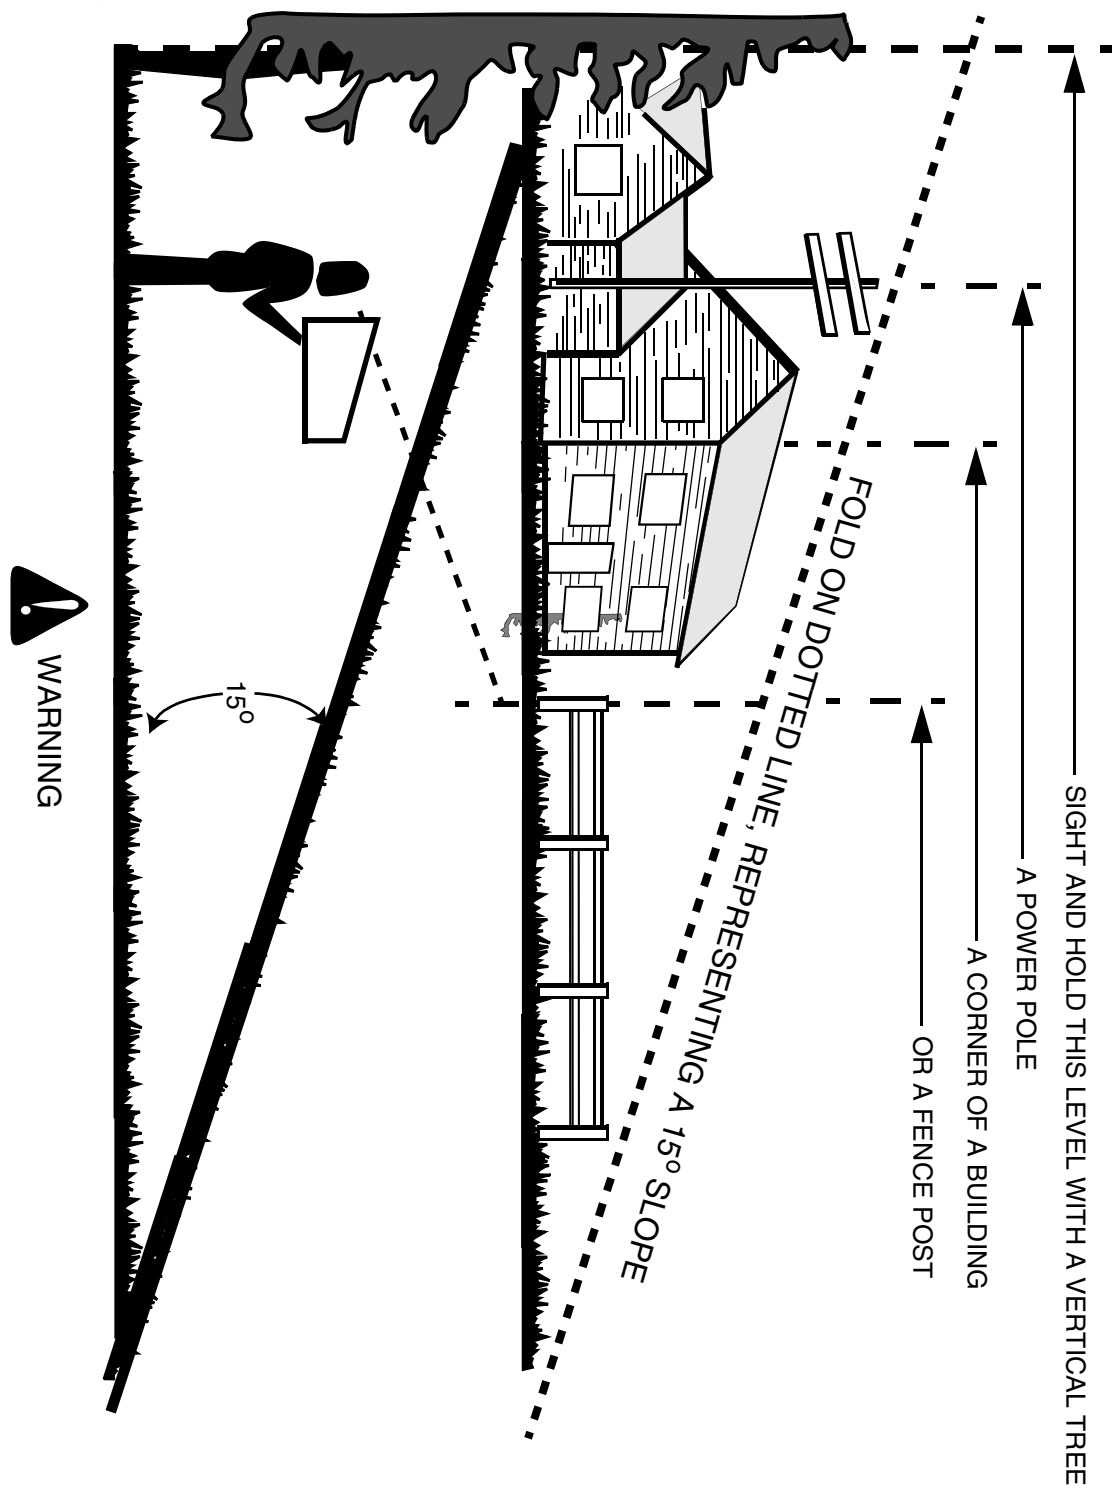 SIGHT AND HOLD THIS LEVEL WITH A VERTICAL TREE
A POWER POLE
A CORNER OF A BUILDING
OR A FENCE POST
FOLD ON DOTTED LINE, REPRESENTING A 15° SLOPE
15°
WARNING